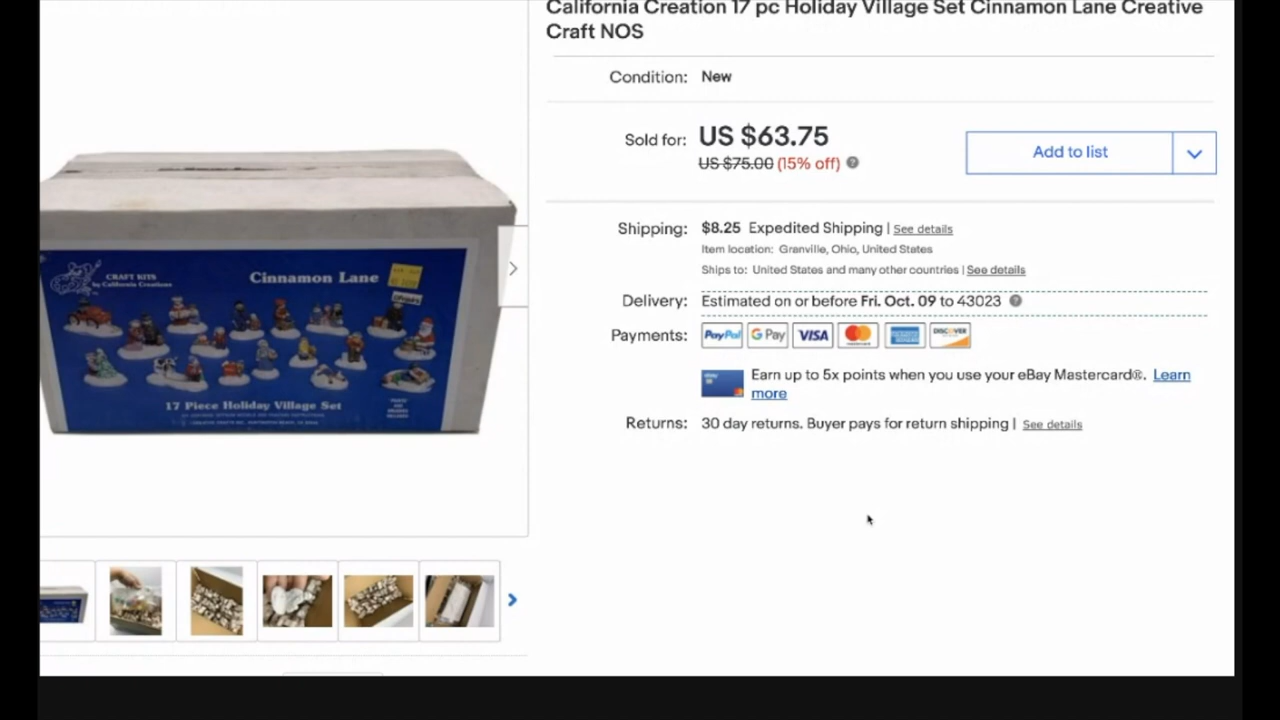 California Creation 17 pc Holiday Village Set Cinnamon Lane Creative
Craft NOS
Condition: New
Sold for: US $63.75
US $75.00 (15% off)
Add to list
Shipping: $8.25 Expedited Shipping | See details
Item location: Granville, Ohio, United States
Ships to: United States and many other countries | See details
Delivery: Estimated on or before Fri. Oct. 09 to 43023
Payments: PayPal G Pay VISA mastercard DISCOVER
Earn up to 5x points when you use your eBay Mastercard®. Learn
more
Returns: 30 day returns. Buyer pays for return shipping | See details
CRAFT KITS
by California Creations
Cinnamon Lane
17 Piece Holiday Village Set